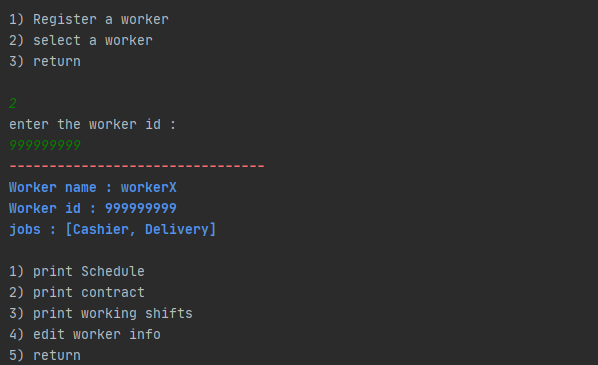 1) Register a worker
2) select a worker
3) return
2
enter the worker id :
999999999
--------------------------------
Worker name : workerX
Worker id : 999999999
jobs : [Cashier, Delivery]
1) print Schedule
2) print contract
3) print working shifts
4) edit worker info
5) return